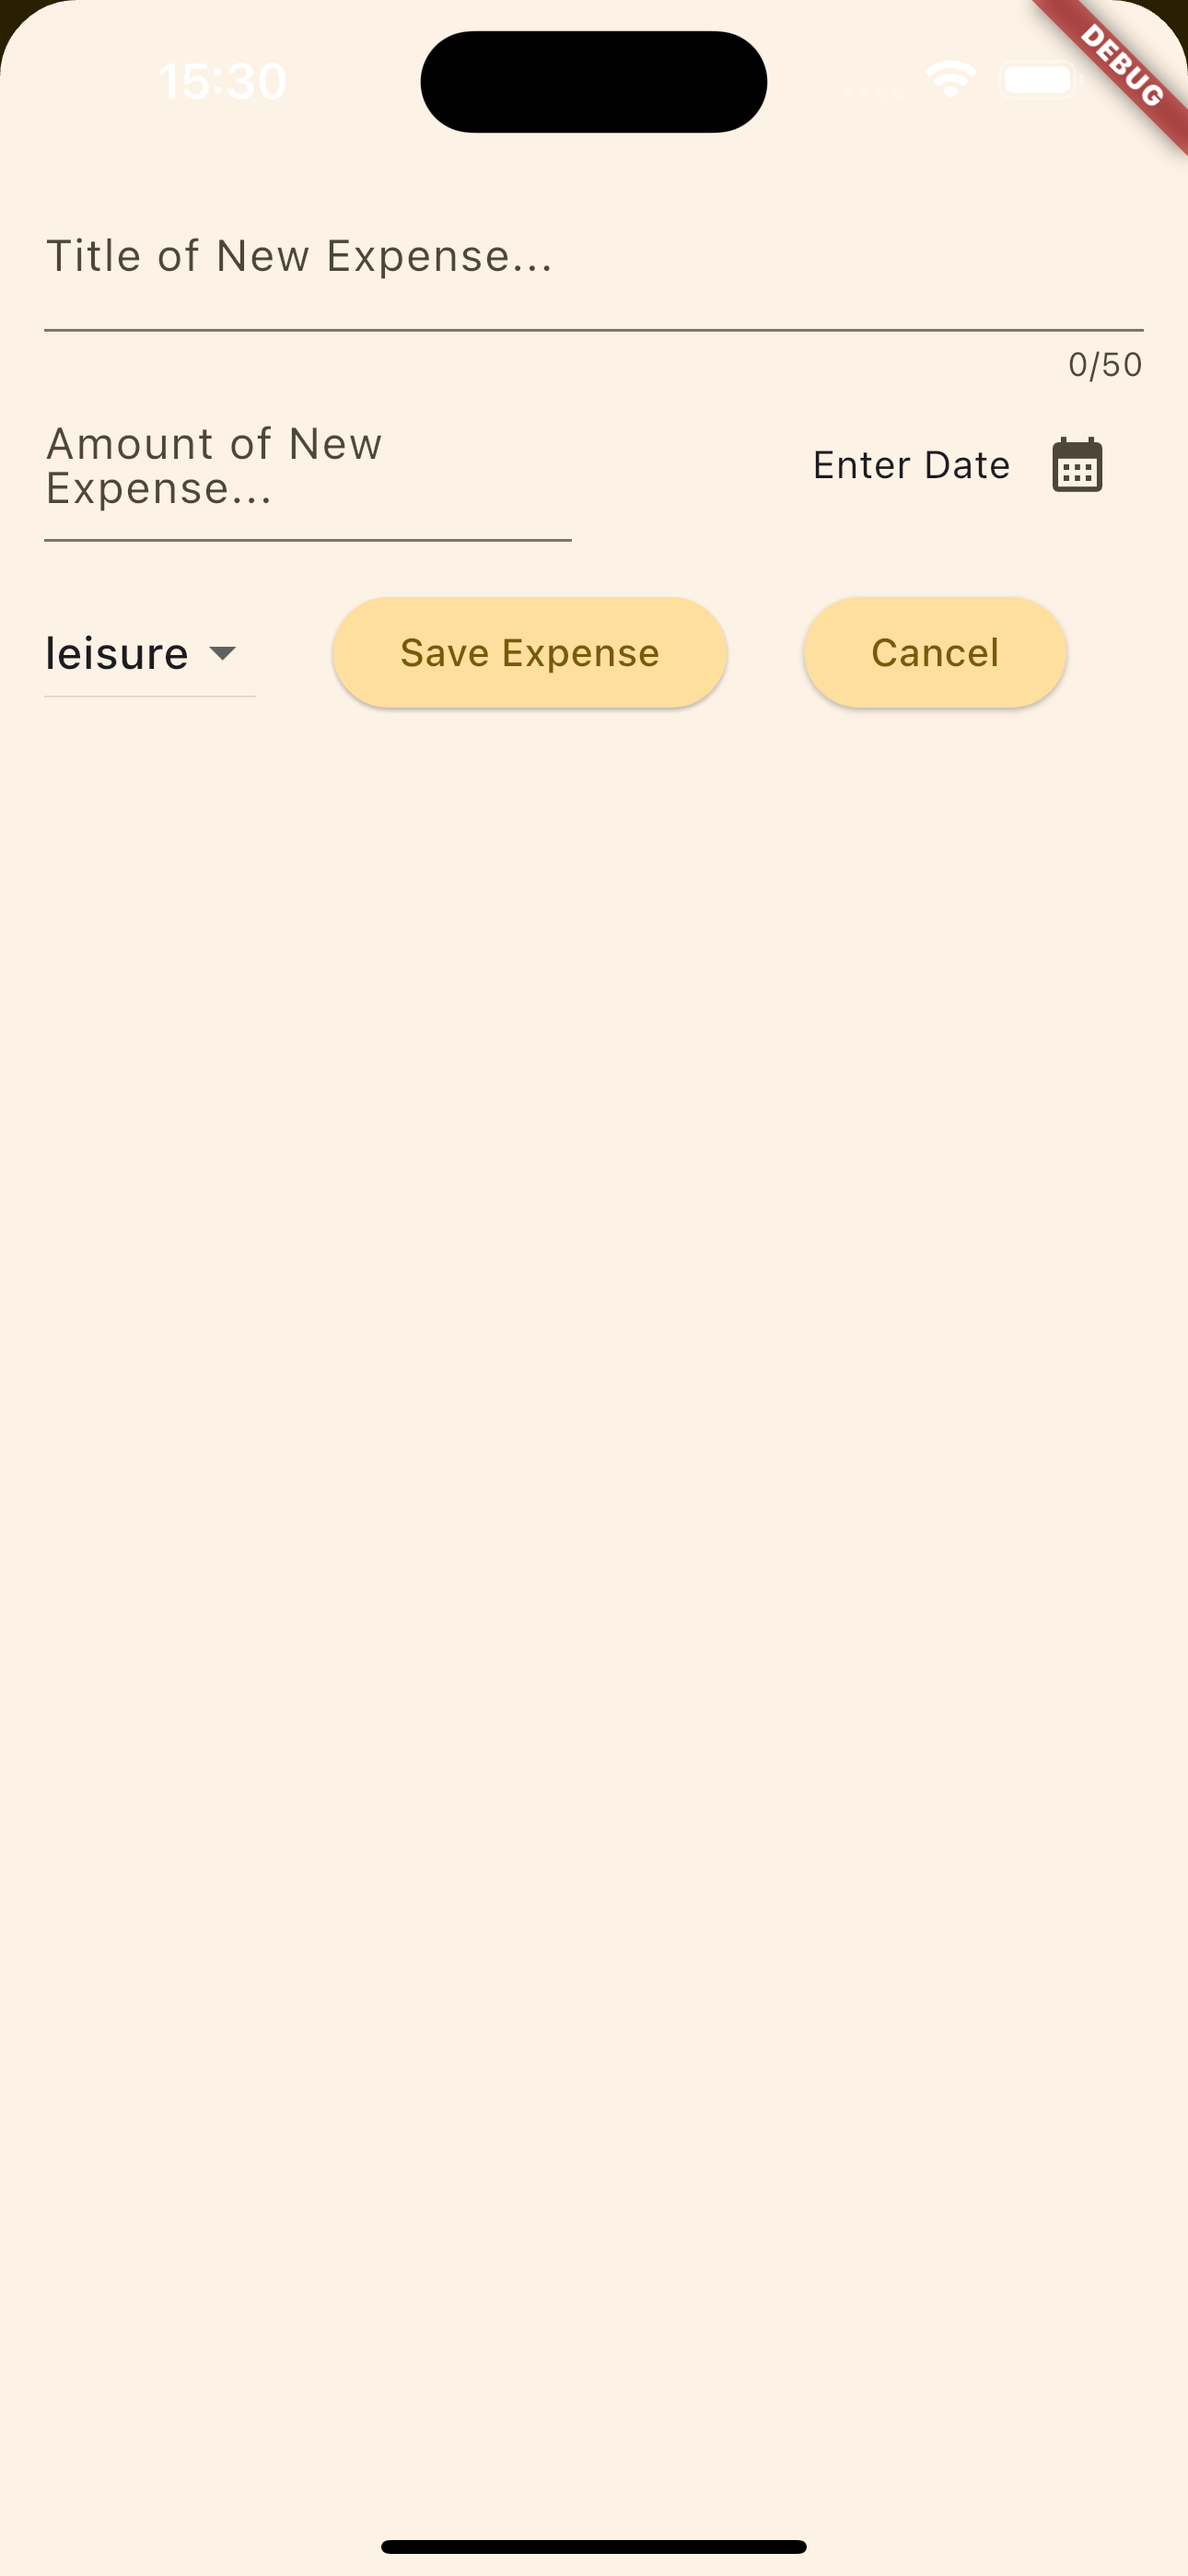 15:30
DEBUG
Title of New Expense...
0/50
Amount of New
Expense...
Enter Date
leisure
Save Expense
Cancel